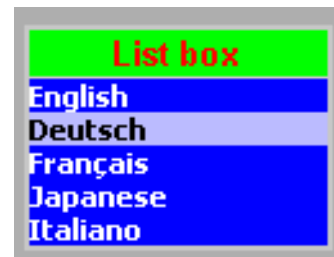 List box
English
Deutsch
Français
Japanese
Italiano